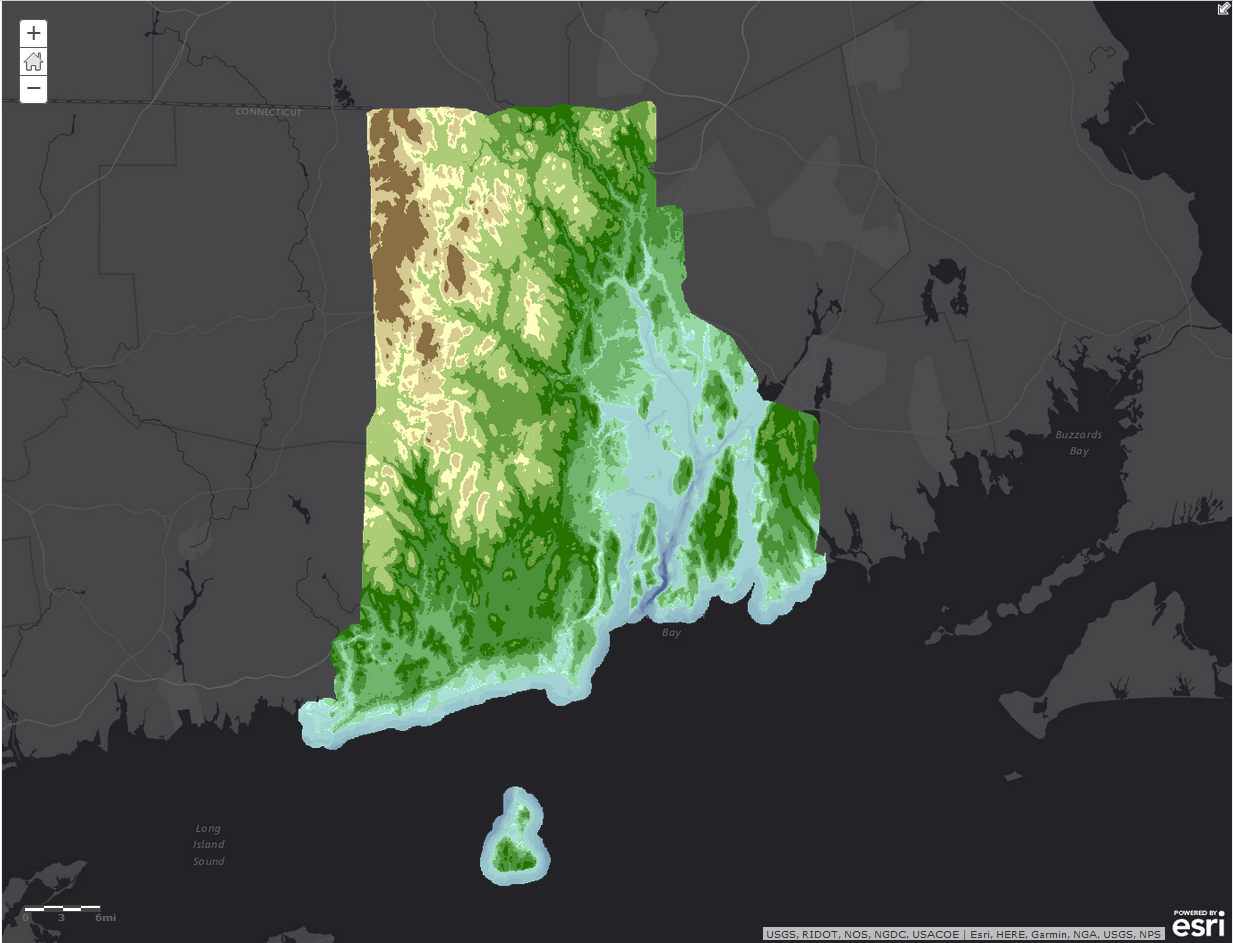 +
−
CONNECTICUT
Buzzards
Bay
Bay
Long
Island
Sound
0 3 6mi
POWERED BY
esri
USGS, RIDOT, NOS, NGDC, USACOE | Esri, HERE, Garmin, NGA, USGS, NPS